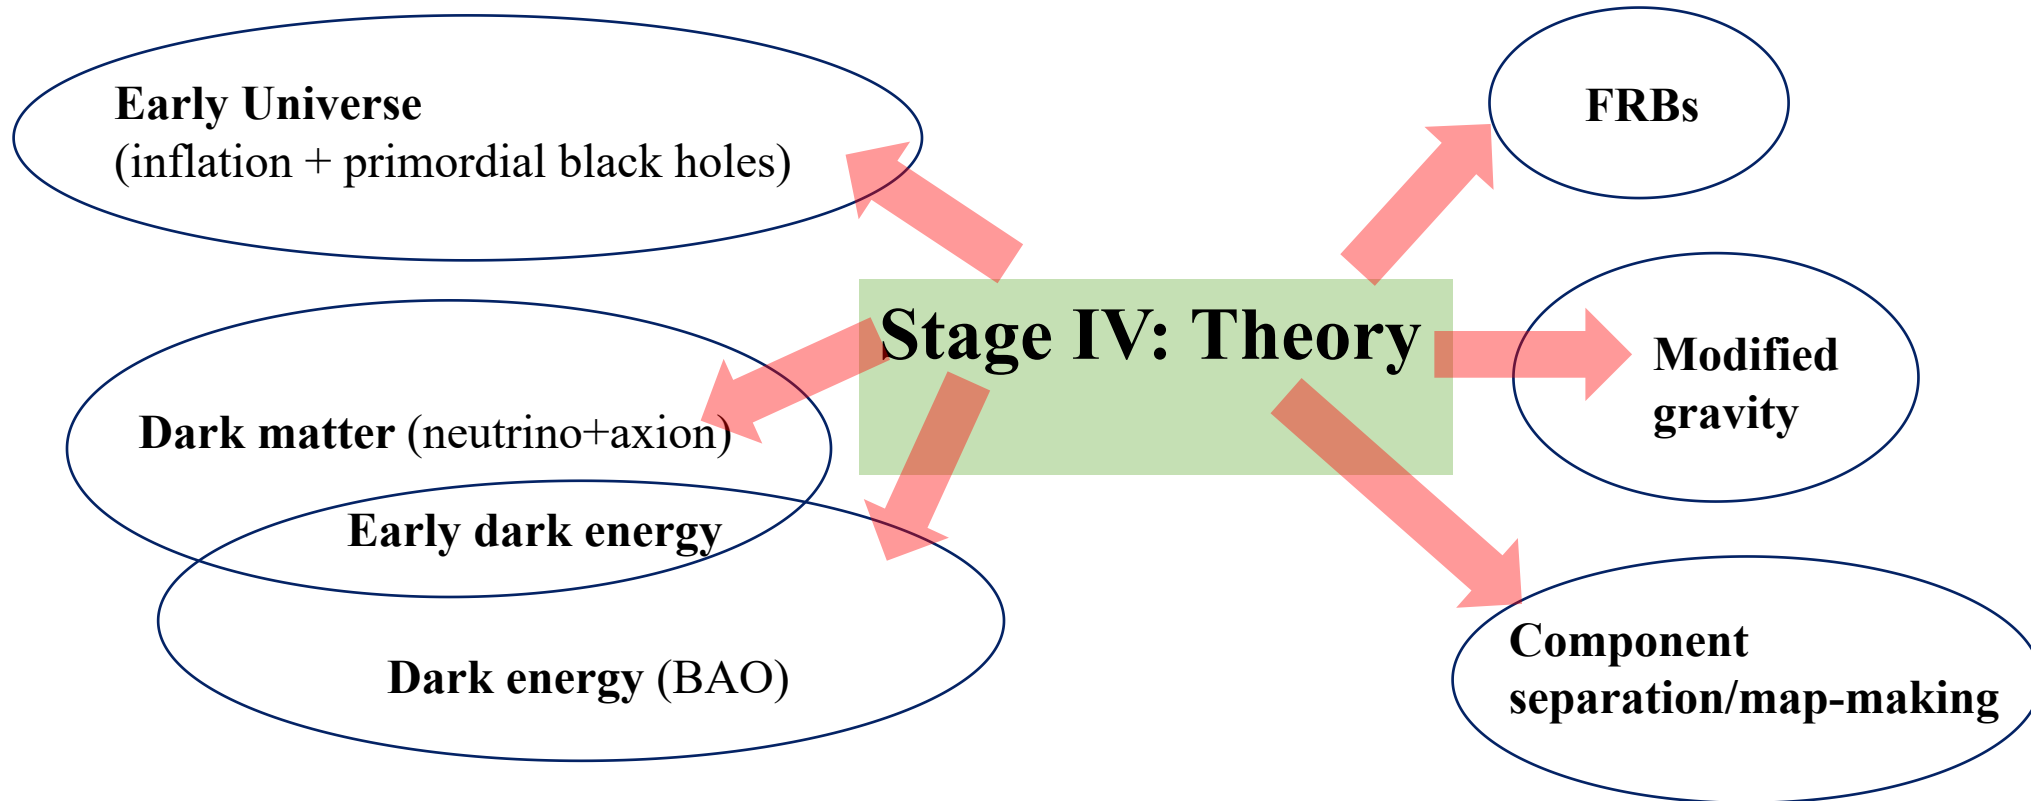 Early Universe
(inflation + primordial black holes)
FRBs
Stage IV: Theory
Modified
gravity
Dark matter (neutrino+axion)
Early dark energy
Dark energy (BAO)
Component
separation/map-making